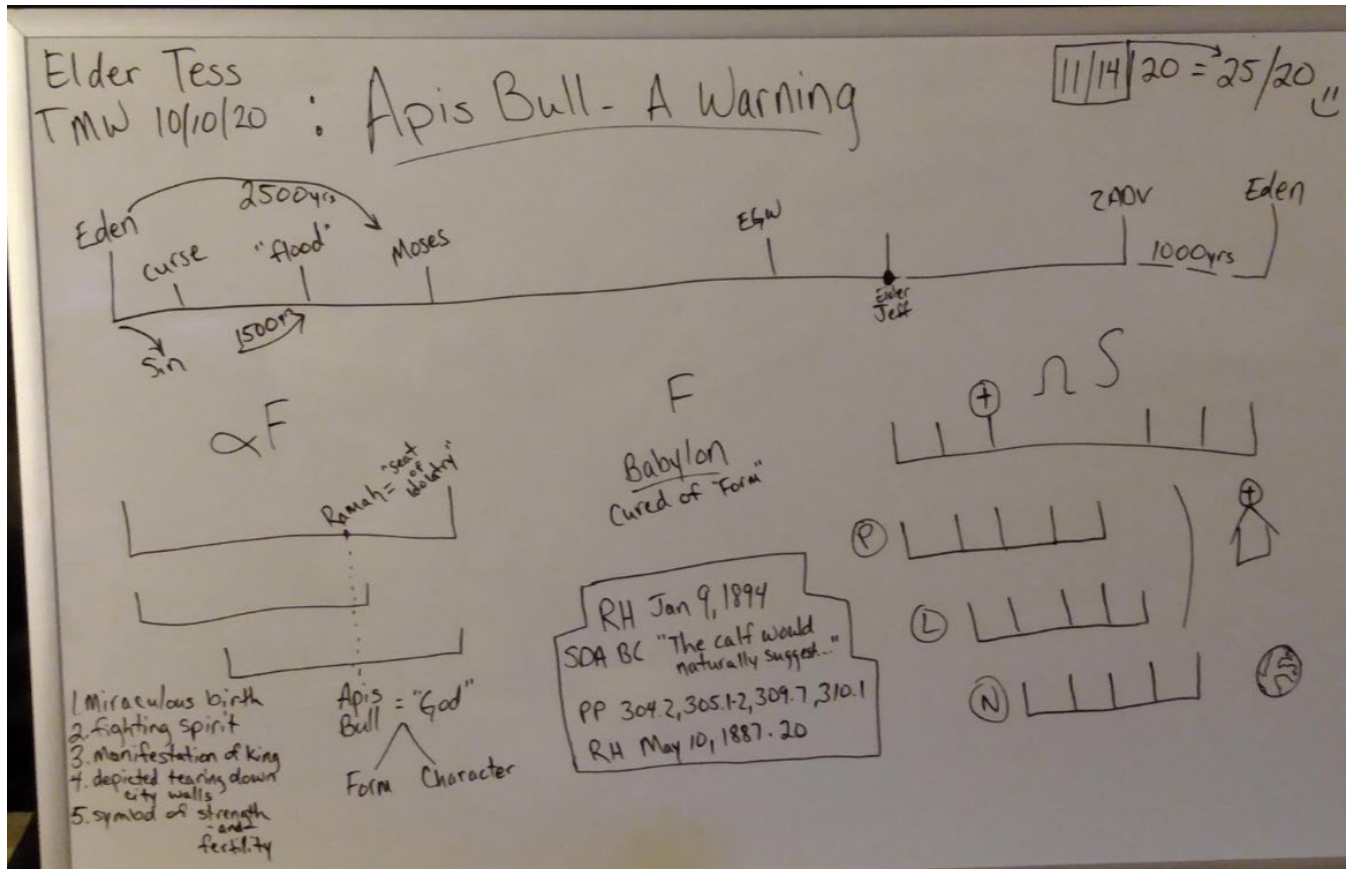 Elder Tess
TMW 10/10/20 : Apis Bull - A Warning
11/14/20 = 25/20
Eden
2500yrs
curse
"flood"
Moses
EGW
2ADV
Eden
1000yrs
Sin
1500yrs
Elder
Jeff
αF
F
Ω S
Ramah = "seat
of
idolatry"
Babylon
Cured of "Form"
P
L
N
1. Miraculous birth
2. fighting spirit
3. manifestation of king
4. depicted tearing down
city walls
5. symbol of strength
-and-
fertility
Apis
Bull = "God"
Form Character
RH Jan 9, 1894
SDA BC "The calf would
naturally suggest..."
PP 304.2, 305.1-2, 309.7, 310.1
RH May 10, 1887.20